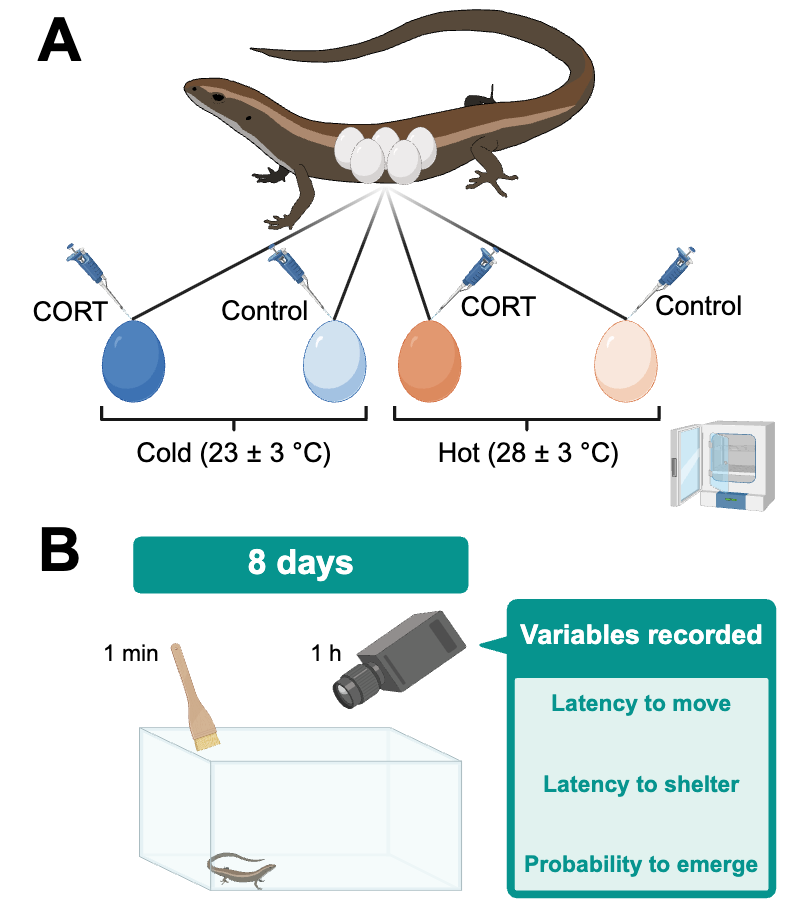 A
CORT
Control
CORT
Control
Cold (23 ± 3 °C)
Hot (28 ± 3 °C)
B
8 days
1 min
1 h
Variables recorded
Latency to move
Latency to shelter
Probability to emerge